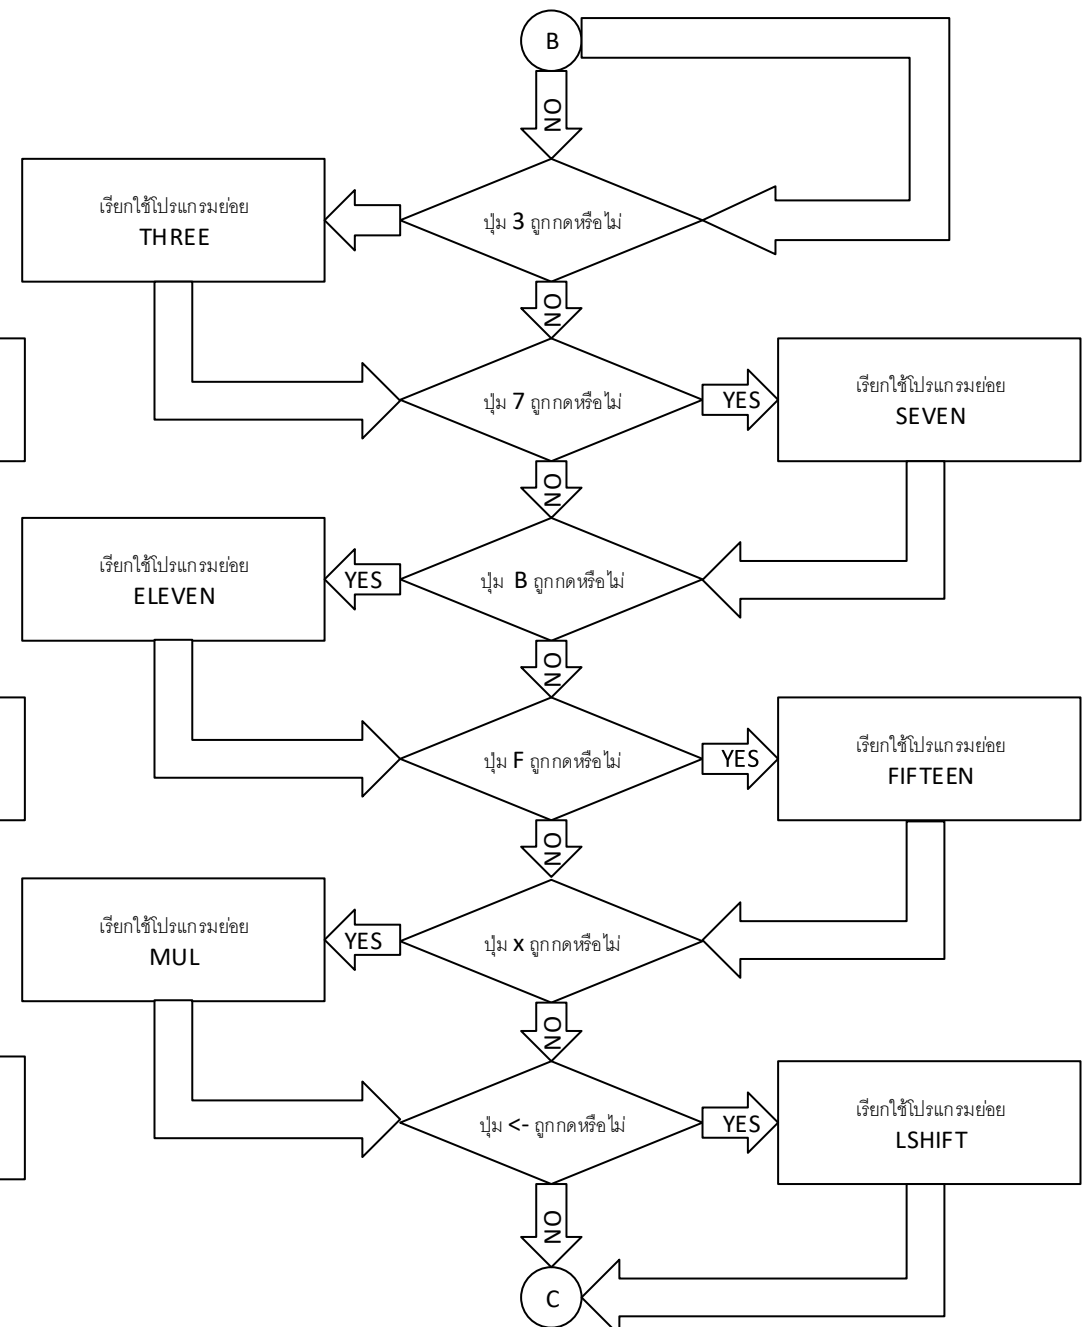 B
NO
เรียกใช้โปรแกรมย่อย
THREE
ปุ่ม 3 ถูกกดหรือไม่
NO
ปุ่ม 7 ถูกกดหรือไม่
YES
เรียกใช้โปรแกรมย่อย
SEVEN
NO
เรียกใช้โปรแกรมย่อย
ELEVEN
YES
ปุ่ม B ถูกกดหรือไม่
NO
ปุ่ม F ถูกกดหรือไม่
YES
เรียกใช้โปรแกรมย่อย
FIFTEEN
NO
เรียกใช้โปรแกรมย่อย
MUL
YES
ปุ่ม x ถูกกดหรือไม่
NO
ปุ่ม <- ถูกกดหรือไม่
YES
เรียกใช้โปรแกรมย่อย
LSHIFT
NO
C